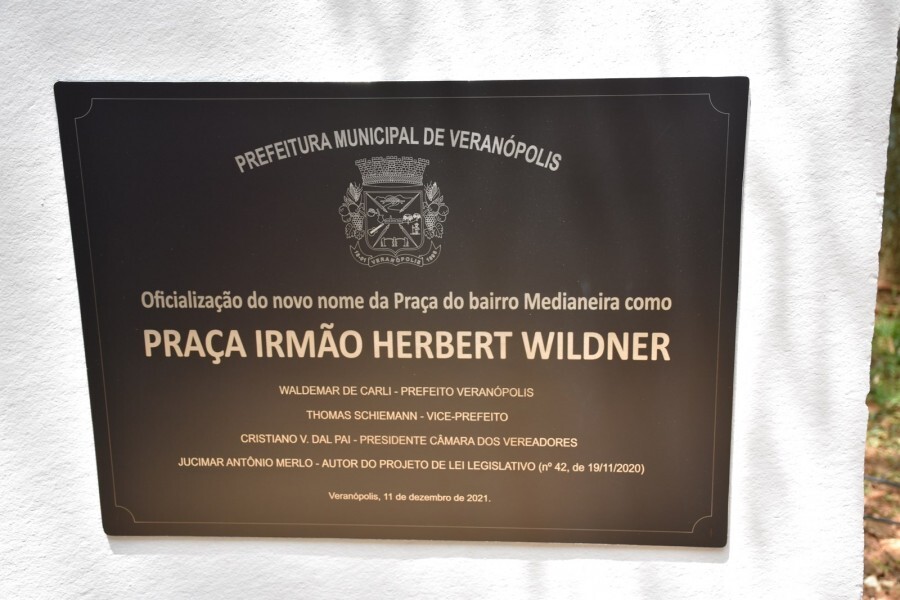 PREFEITURA MUNICIPAL DE VERANÓPOLIS
VERANÓPOLIS
Oficialização do novo nome da Praça do bairro Medianeira como
PRAÇA IRMÃO HERBERT WILDNER
WALDEMAR DE CARLI - PREFEITO VERANÓPOLIS
THOMAS SCHIEMANN - VICE-PREFEITO
CRISTIANO V. DAL PAI - PRESIDENTE CÂMARA DOS VEREADORES
JUCIMAR ANTÔNIO MERLO - AUTOR DO PROJETO DE LEI LEGISLATIVO (nº 42, de 19/11/2020)
Veranópolis, 11 de dezembro de 2021.